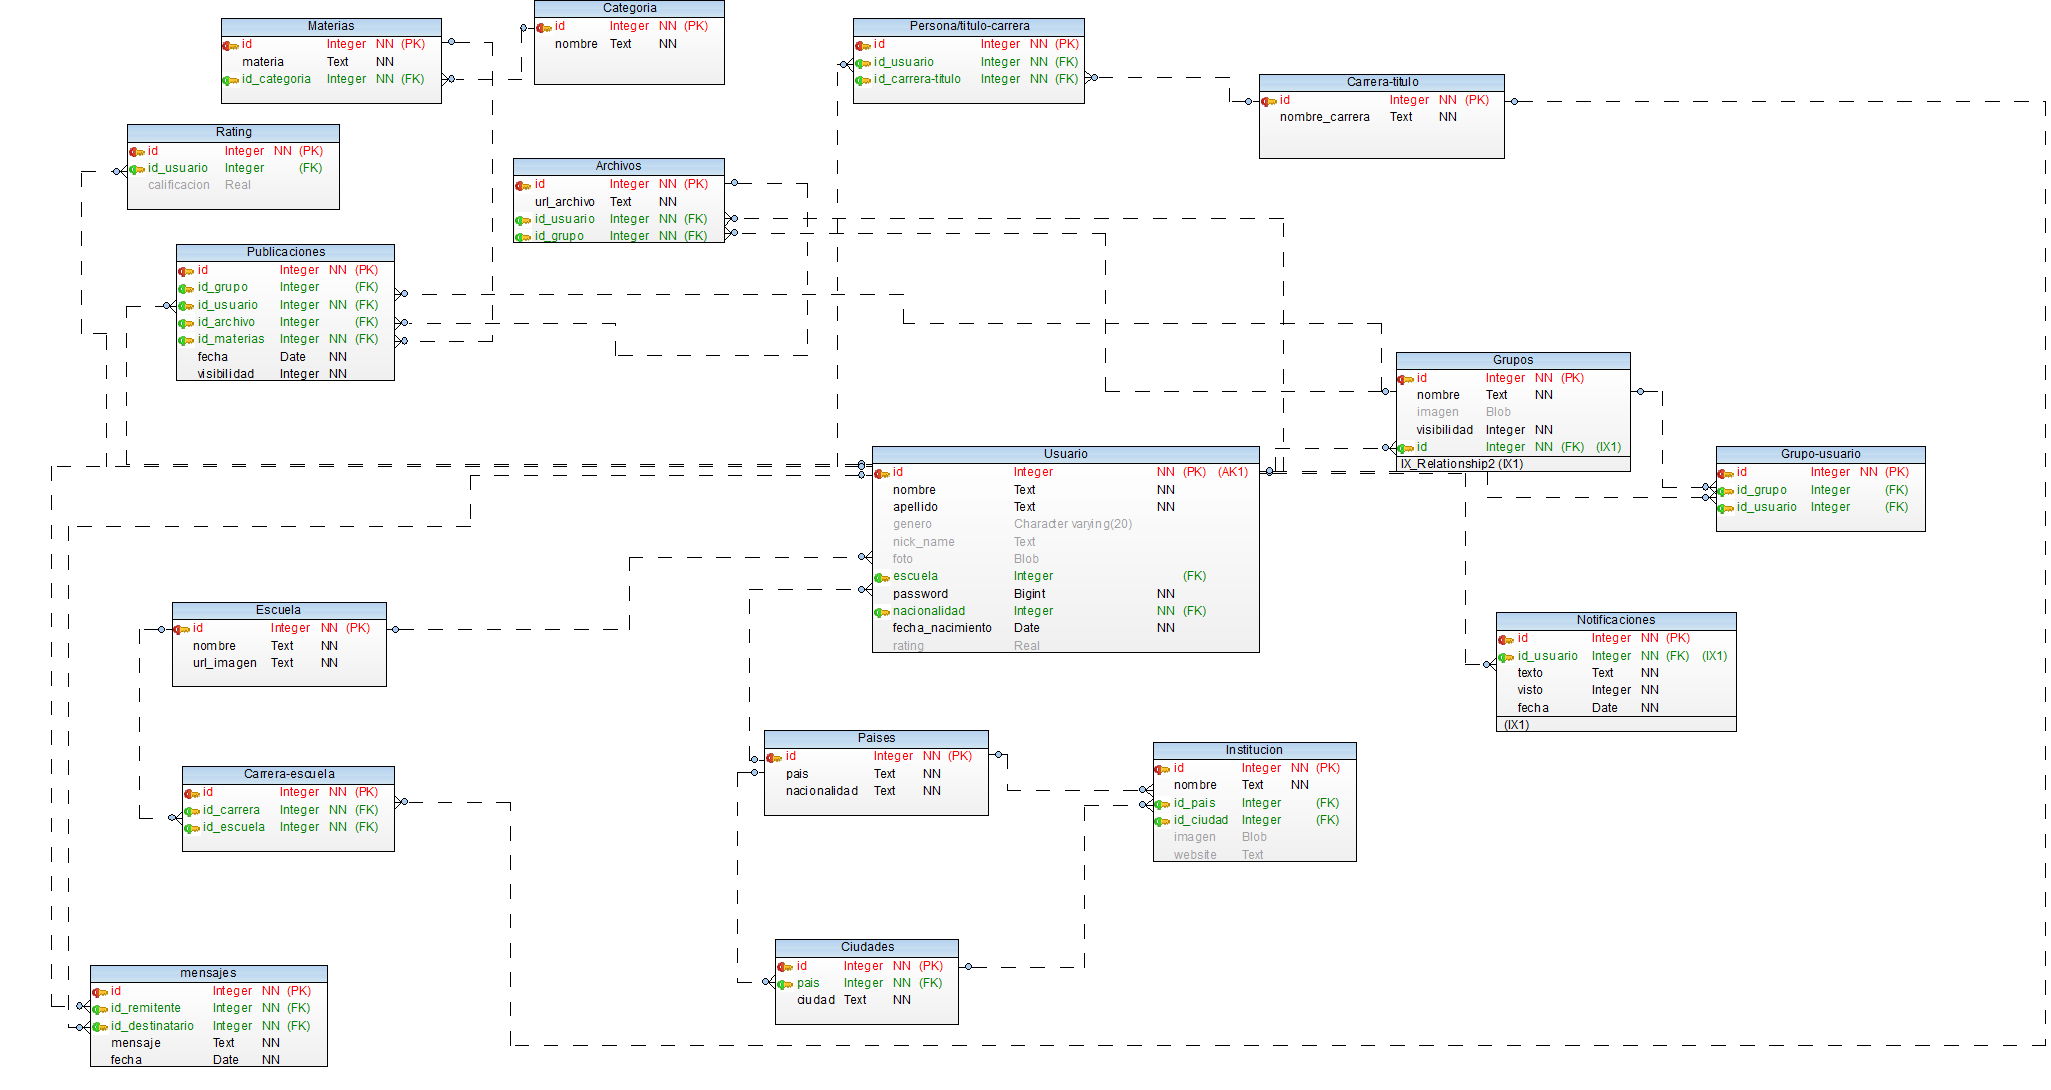 Categoria
id Integer NN (PK)
nombre Text NN
Materias
id Integer NN (PK)
materia Text NN
id_categoria Integer NN (FK)
Persona/titulo-carrera
id Integer NN (PK)
id_usuario Integer NN (FK)
id_carrera-titulo Integer NN (FK)
Carrera-titulo
id Integer NN (PK)
nombre_carrera Text NN
Rating
id Integer NN (PK)
id_usuario Integer (FK)
calificacion Real
Archivos
id Integer NN (PK)
url_archivo Text NN
id_usuario Integer NN (FK)
id_grupo Integer NN (FK)
Publicaciones
id Integer NN (PK)
id_grupo Integer (FK)
id_usuario Integer NN (FK)
id_archivo Integer (FK)
id_materias Integer NN (FK)
fecha Date NN
visibilidad Integer NN
Grupos
id Integer NN (PK)
nombre Text NN
imagen Blob
visibilidad Integer NN
id Integer NN (FK) (IX1)
IX_Relationship2 (IX1)
Usuario
id Integer NN (PK) (AK1)
nombre Text NN
apellido Text NN
genero Character varying(20)
nick_name Text
foto Blob
escuela Integer (FK)
password Bigint NN
nacionalidad Integer NN (FK)
fecha_nacimiento Date NN
rating Real
Grupo-usuario
id Integer NN (PK)
id_grupo Integer (FK)
id_usuario Integer (FK)
Escuela
id Integer NN (PK)
nombre Text NN
url_imagen Text NN
Notificaciones
id Integer NN (PK)
id_usuario Integer NN (FK) (IX1)
texto Text NN
visto Integer NN
fecha Date NN
(IX1)
Paises
id Integer NN (PK)
pais Text NN
nacionalidad Text NN
Institucion
id Integer NN (PK)
nombre Text NN
id_pais Integer (FK)
id_ciudad Integer (FK)
imagen Blob
website Text
Carrera-escuela
id Integer NN (PK)
id_carrera Integer NN (FK)
id_escuela Integer NN (FK)
Ciudades
id Integer NN (PK)
pais Integer NN (FK)
ciudad Text NN
mensajes
id Integer NN (PK)
id_remitente Integer NN (FK)
id_destinatario Integer NN (FK)
mensaje Text NN
fecha Date NN